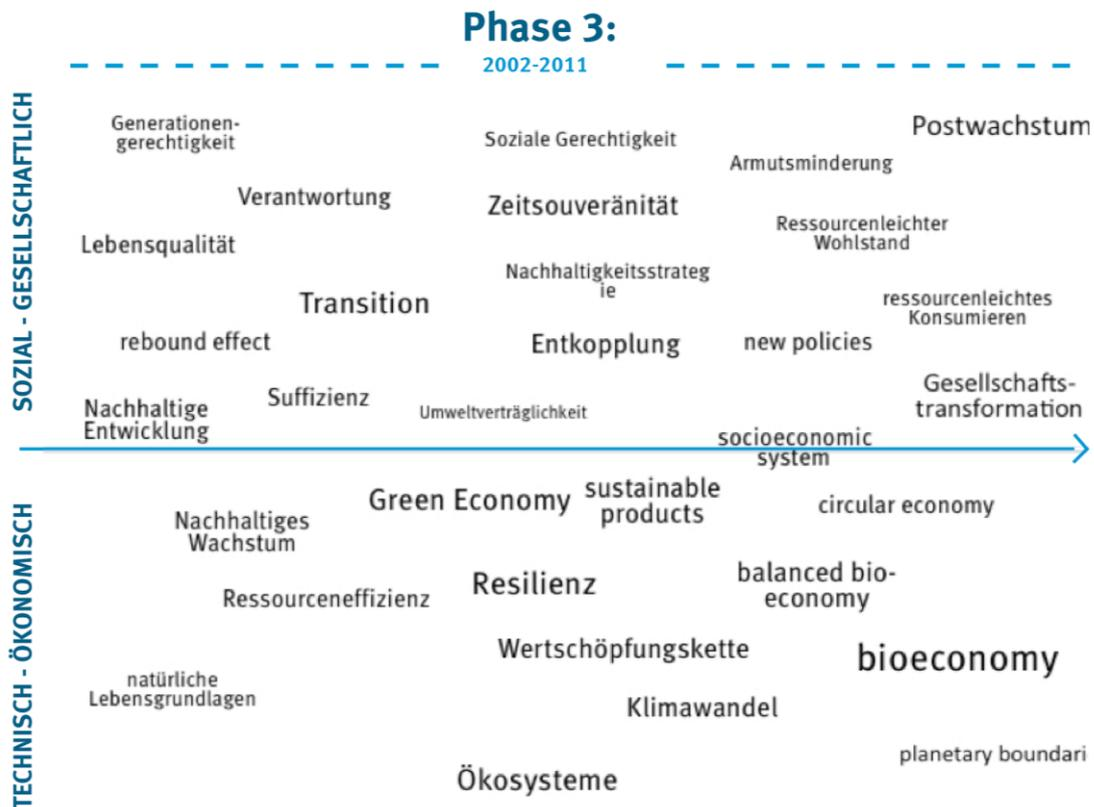 Phase 3:
2002-2011
SOZIAL - GESELLSCHAFTLICH
Generationen-
gerechtigkeit
Soziale Gerechtigkeit
Postwachstum
Armutsminderung
Verantwortung
Zeitsouveränität
Ressourcenleichter
Wohlstand
Lebensqualität
Nachhaltigkeitsstrateg
ie
Transition
ressourcenleichtes
Konsumieren
rebound effect
Entkopplung
new policies
Suffizienz
Gesellschafts-
transformation
Nachhaltige
Entwicklung
Umweltverträglichkeit
socioeconomic
system
TECHNISCH - ÖKONOMISCH
Green Economy
sustainable
products
circular economy
Nachhaltiges
Wachstum
Resilienz
balanced bio-
economy
Ressourceneffizienz
Wertschöpfungskette
bioeconomy
natürliche
Lebensgrundlagen
Klimawandel
planetary boundari
Ökosysteme